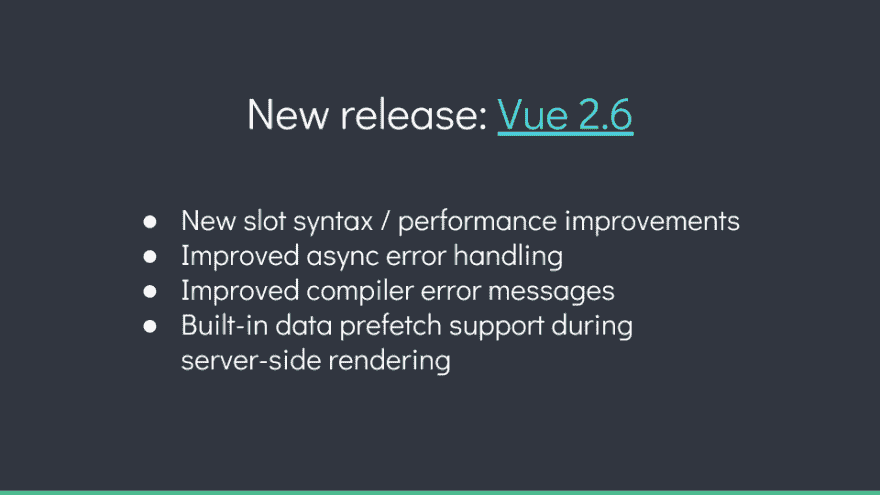 New release: Vue 2.6
● New slot syntax / performance improvements
● Improved async error handling
● Improved compiler error messages
● Built-in data prefetch support during
server-side rendering